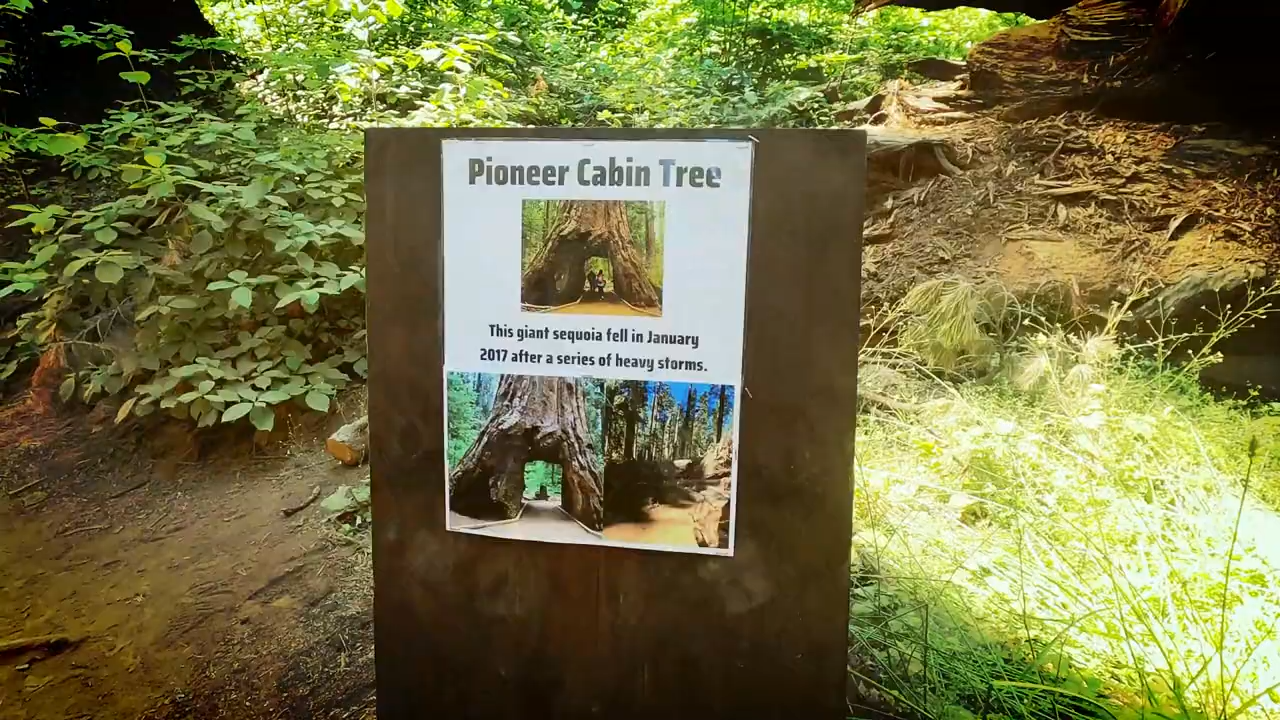 Pioneer Cabin Tree
This giant sequoia fell in January
2017 after a series of heavy storms.